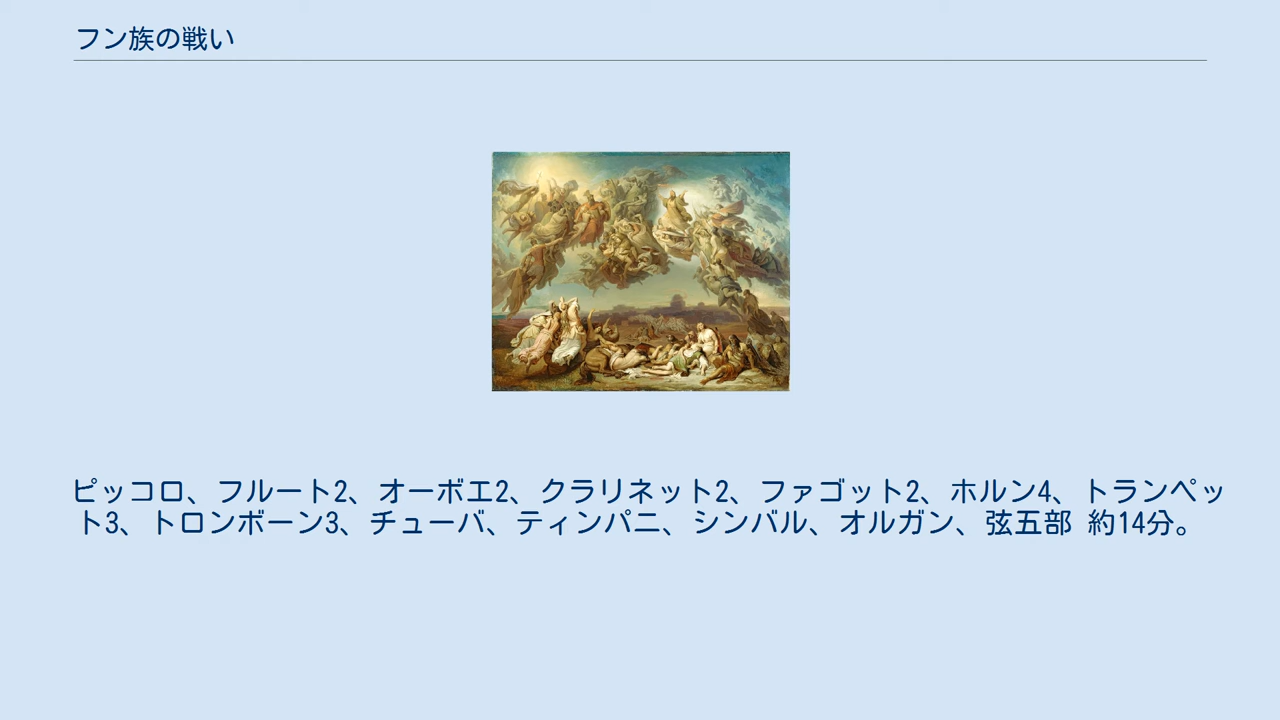 フン族の戦い
ピッコロ、フルート2、オーボエ2、クラリネット2、ファゴット2、ホルン4、トランペッ
ト3、トロンボーン3、チューバ、ティンパニ、シンバル、オルガン、弦五部 約14分。